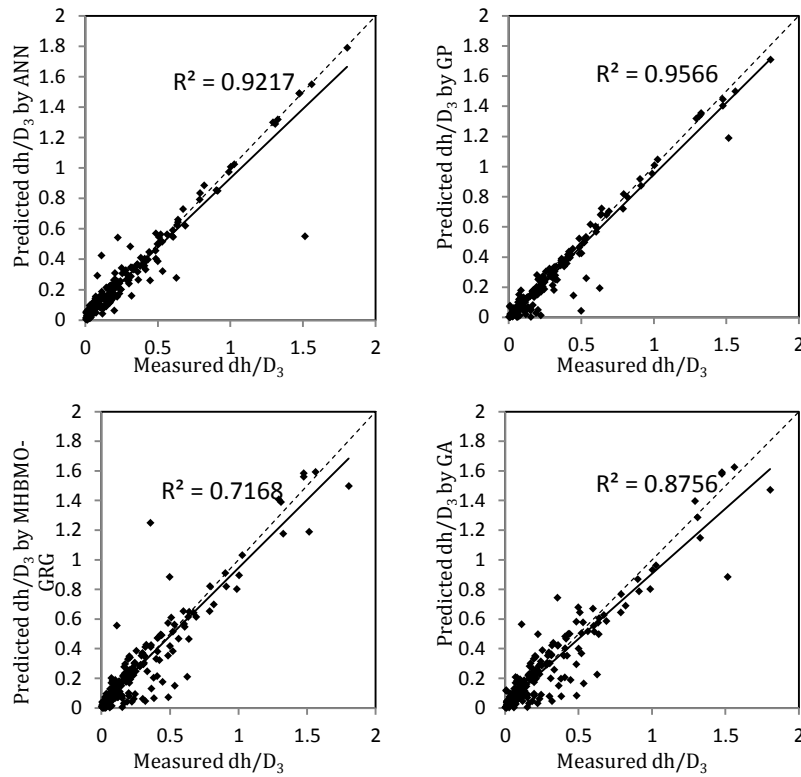 Predicted dh/D₃ by ANN
2
1.8
1.6
1.4
1.2
1
0.8
0.6
0.4
0.2
0
R² = 0.9217
0 0.5 1 1.5 2
Measured dh/D₃
Predicted dh/D₃ by GP
2
1.8
1.6
1.4
1.2
1
0.8
0.6
0.4
0.2
0
R² = 0.9566
0 0.5 1 1.5 2
Measured dh/D₃
Predicted dh/D₃ by MHBMO-
GRG
2
1.8
1.6
1.4
1.2
1
0.8
0.6
0.4
0.2
0
R² = 0.7168
0 0.5 1 1.5 2
Measured dh/D₃
Predicted dh/D₃ by GA
2
1.8
1.6
1.4
1.2
1
0.8
0.6
0.4
0.2
0
R² = 0.8756
0 0.5 1 1.5 2
Measured dh/D₃